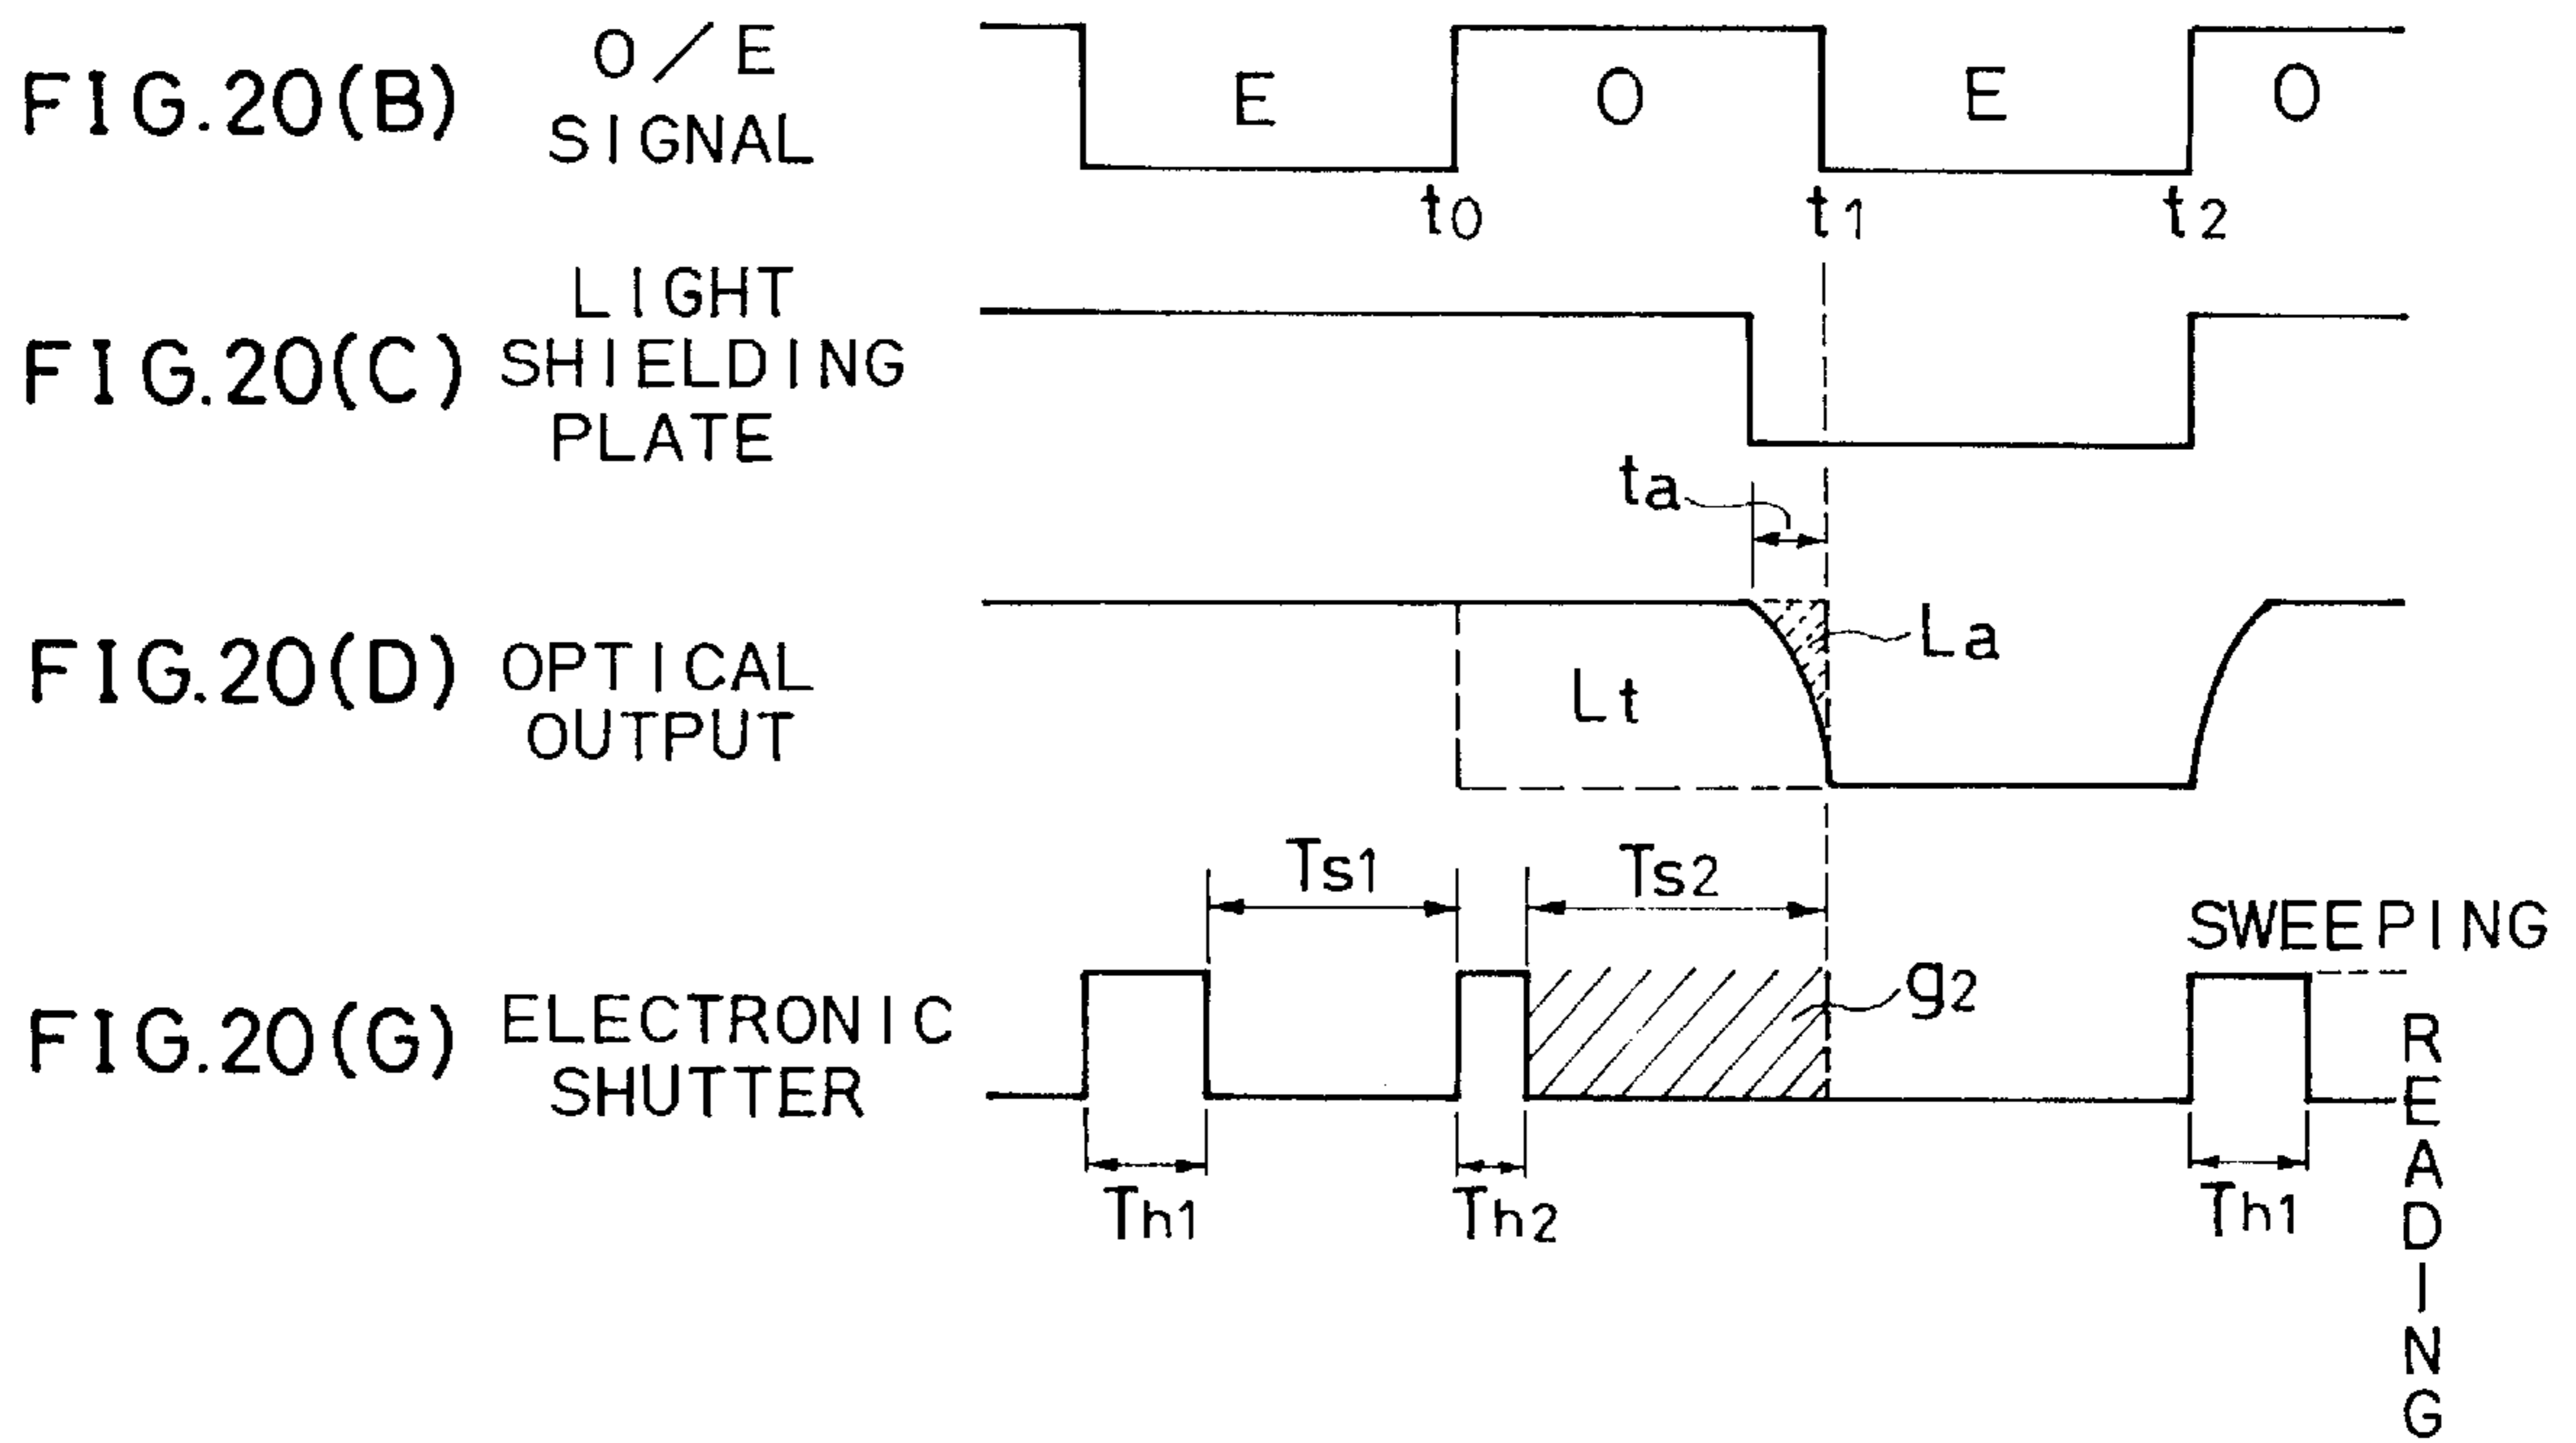 FIG.20(B)
O/E
SIGNAL
E
O
E
O
t0
t1
t2
FIG.20(C)
LIGHT
SHIELDING
PLATE
ta
FIG.20(D)
OPTICAL
OUTPUT
Lt
La
FIG.20(G)
ELECTRONIC
SHUTTER
Ts1
Ts2
g2
SWEEPING
READING
Th1
Th2
Th1